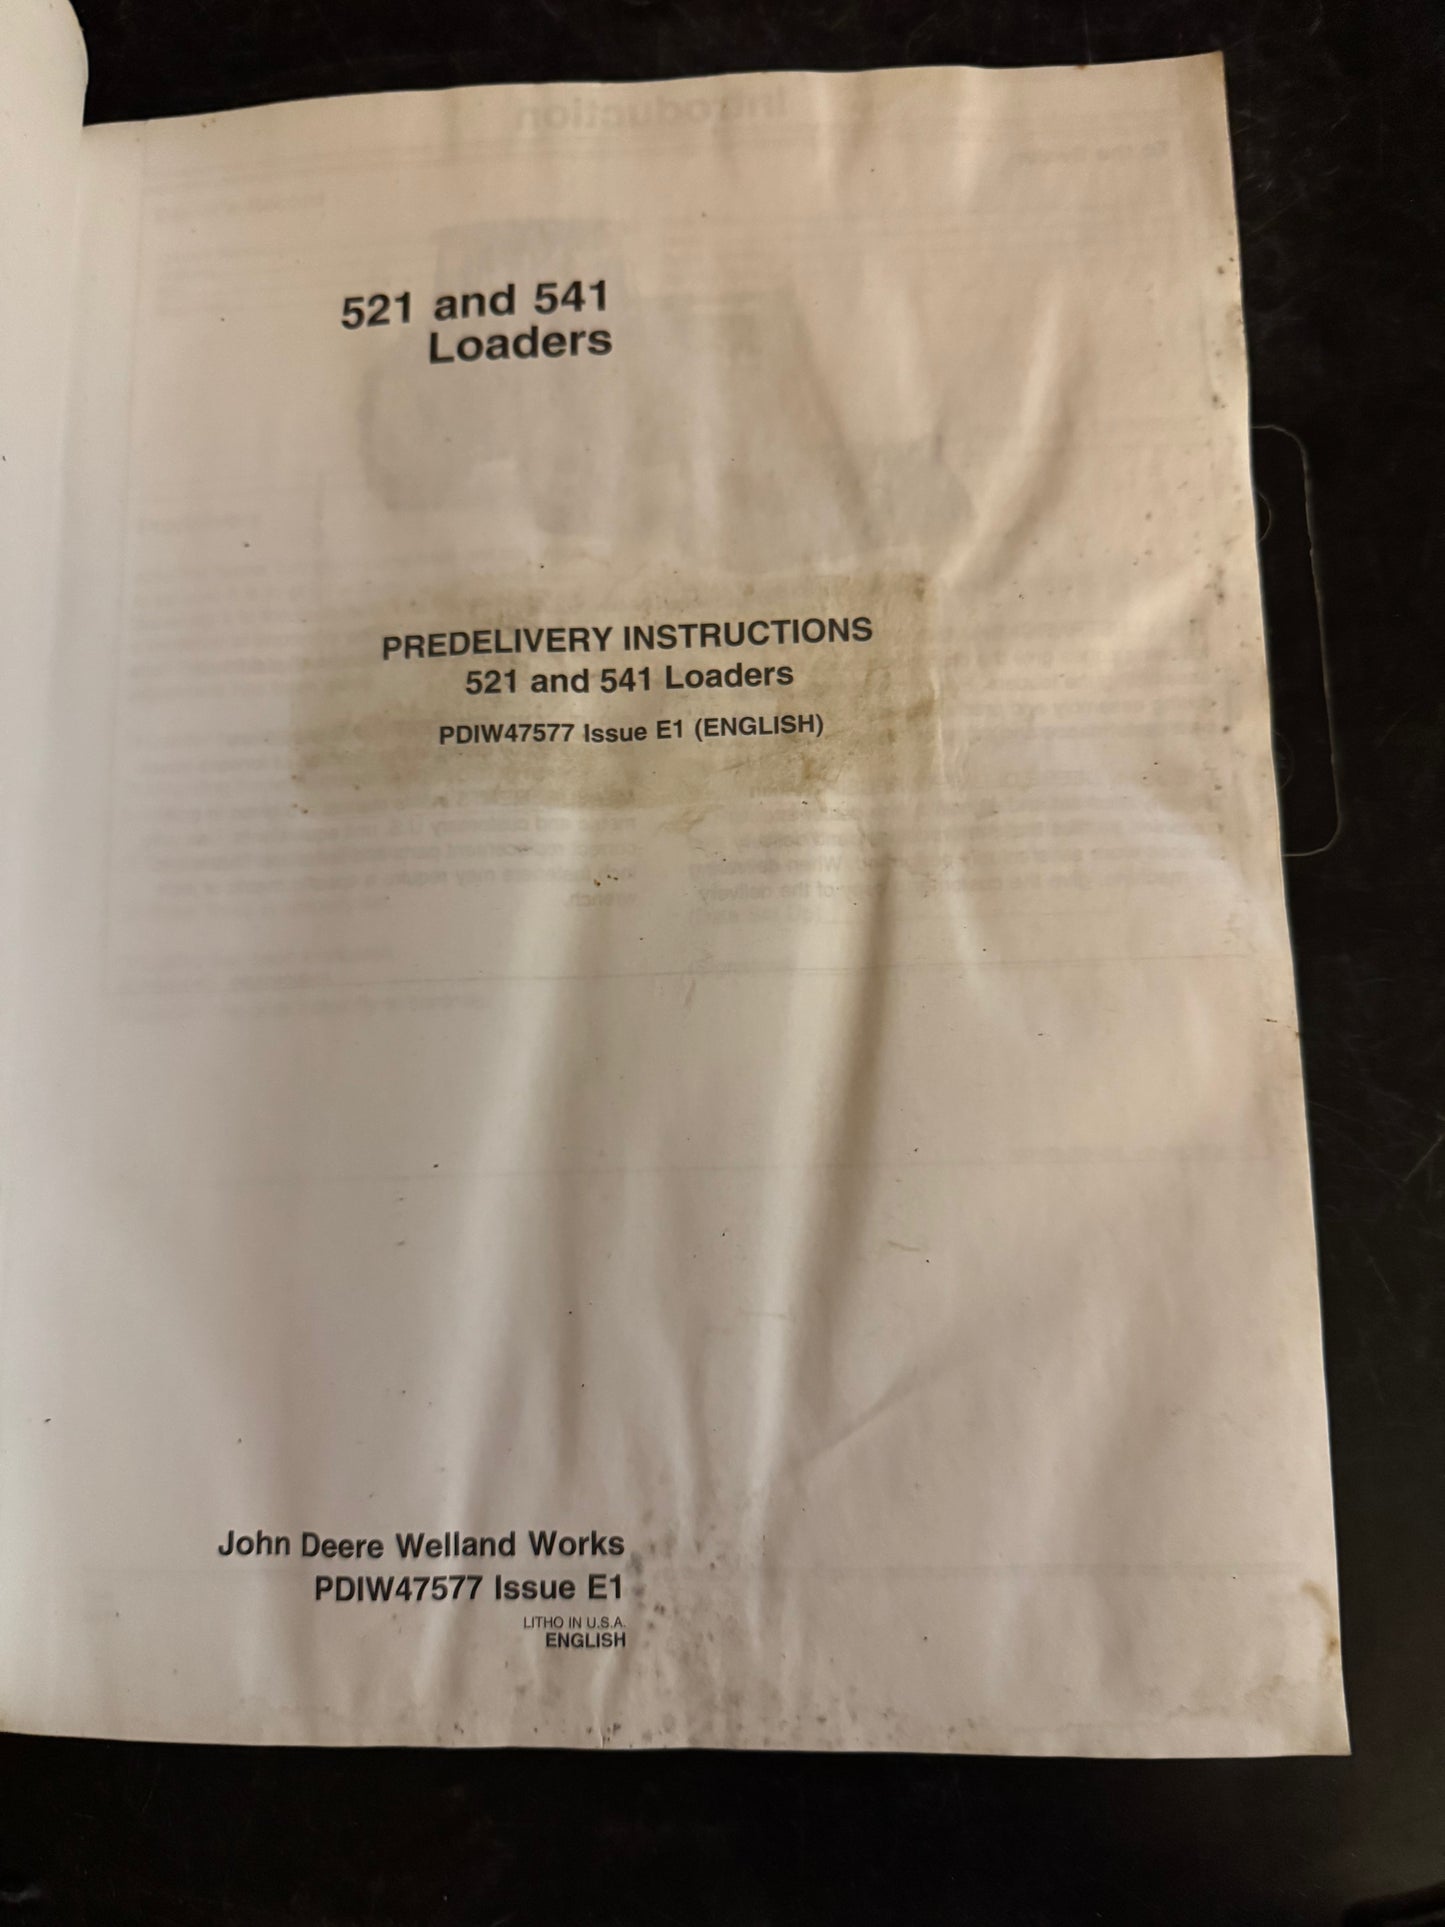 521 and 541
Loaders
PREDELIVERY INSTRUCTIONS
521 and 541 Loaders
PDIW47577 Issue E1 (ENGLISH)
John Deere Welland Works
PDIW47577 Issue E1
LITHO IN U.S.A.
ENGLISH